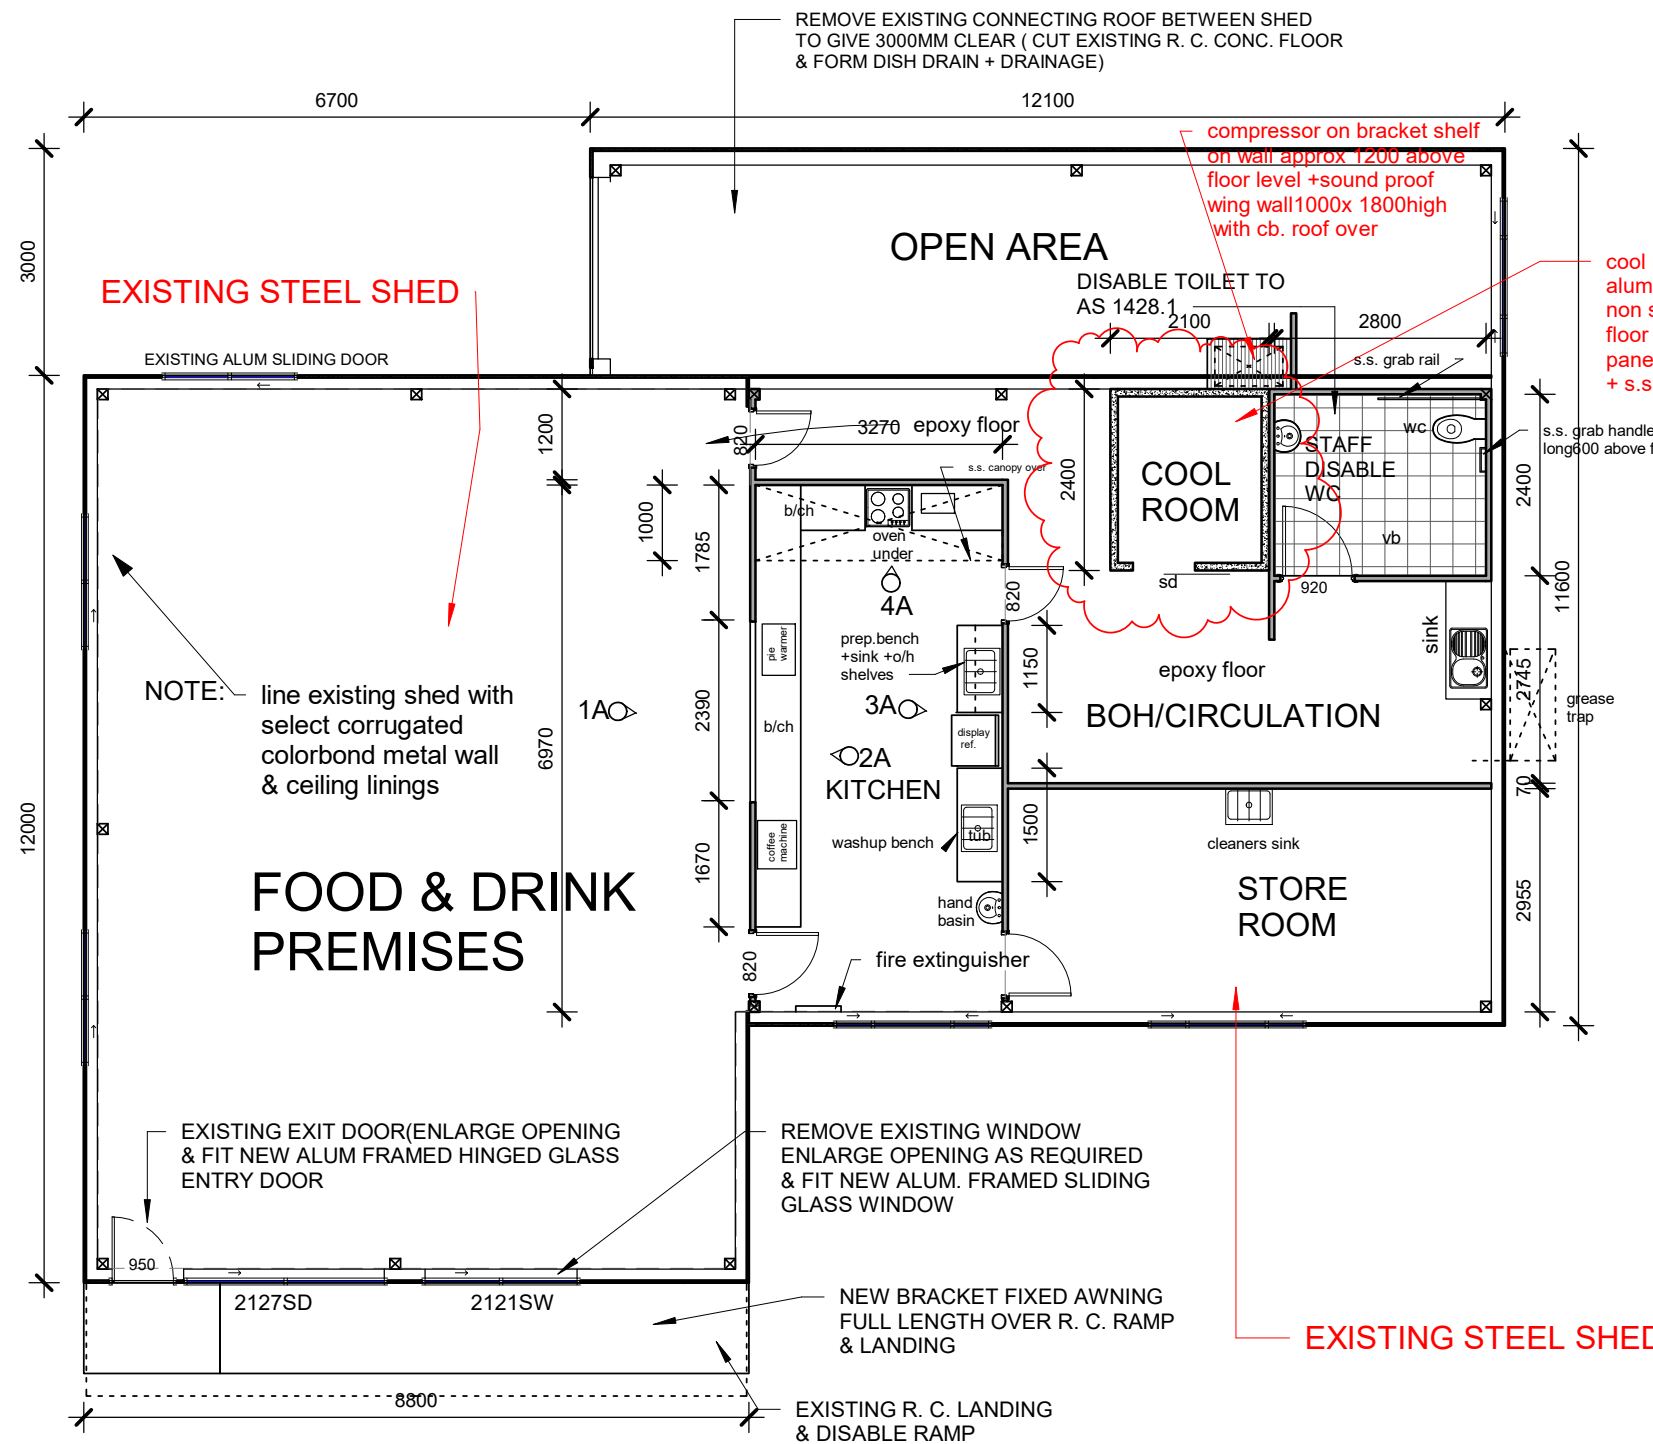 REMOVE EXISTING CONNECTING ROOF BETWEEN SHED
TO GIVE 3000MM CLEAR ( CUT EXISTING R. C. CONC. FLOOR
& FORM DISH DRAIN + DRAINAGE)
6700
12100
compressor on bracket shelf
on wall approx 1200 above
floor level +sound proof
wing wall1000x 1800high
with cb. roof over
3000
OPEN AREA
cool
alum
non s
floor
pane
+ s.s
EXISTING STEEL SHED
DISABLE TOILET TO
AS 1428.1
2100
2800
EXISTING ALUM SLIDING DOOR
s.s. grab rail
1200
820
3270
epoxy floor
s.s. canopy over
2400
COOL
ROOM
wc
STAFF
DISABLE
WC
vb
s.s. grab handle
long600 above f
2400
1000
1785
b/ch
oven
under
4A
820
sd
920
11600
prep.bench
+sink +o/h
shelves
pie
warmer
1150
sink
epoxy floor
2745
grease
trap
NOTE:
line existing shed with
select corrugated
colorbond metal wall
& ceiling linings
1A
2390
6970
b/ch
3A
display
ref.
2A
KITCHEN
BOH/CIRCULATION
70
12000
1670
coffee
machine
washup bench
tub
1500
cleaners sink
FOOD & DRINK
PREMISES
STORE
ROOM
2955
hand
basin
820
fire extinguisher
EXISTING EXIT DOOR(ENLARGE OPENING
& FIT NEW ALUM FRAMED HINGED GLASS
ENTRY DOOR
REMOVE EXISTING WINDOW
ENLARGE OPENING AS REQUIRED
& FIT NEW ALUM. FRAMED SLIDING
GLASS WINDOW
950
2127SD
2121SW
NEW BRACKET FIXED AWNING
FULL LENGTH OVER R. C. RAMP
& LANDING
EXISTING STEEL SHED
8800
EXISTING R. C. LANDING
& DISABLE RAMP